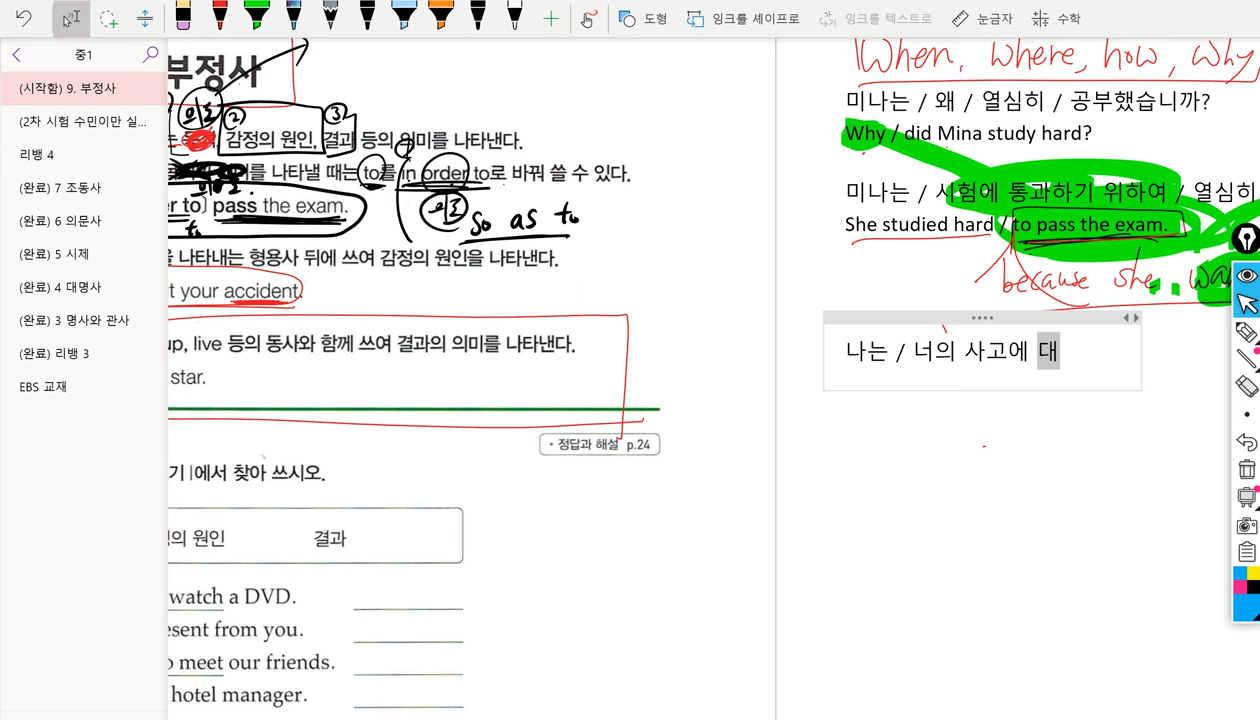 도형
잉크를 셰이프로
잉크를 텍스트로
눈금자
수학
중1
(시작함) 9. 부정사
(2차 시험 수민이만 실...
리뱅 4
(완료) 7 조동사
(완료) 6 의문사
(완료) 5 시제
(완료) 4 대명사
(완료) 3 명사와 관사
(완료) 리뱅 3
EBS 교재
부정사
의도 ② ③
감정의 원인, 결과 등의 의미를 나타낸다.
를 나타낼 때는 to를 in order to로 바꿔 쓸 수 있다.
er to] pass the exam.
to
의도
so as to
을 나타내는 형용사 뒤에 쓰여 감정의 원인을 나타낸다.
t your accident.
up, live 등의 동사와 함께 쓰여 결과의 의미를 나타낸다.
star.
• 정답과 해설 p.24
기]에서 찾아 쓰시오.
의 원인 결과
watch a DVD.
esent from you.
o meet our friends.
hotel manager.
When, where, how, why
미나는 / 왜 / 열심히 / 공부했습니까?
Why / did Mina study hard?
미나는 / 시험에 통과하기 위하여 / 열심히
She studied hard / to pass the exam.
because she
나는 / 너의 사고에 대